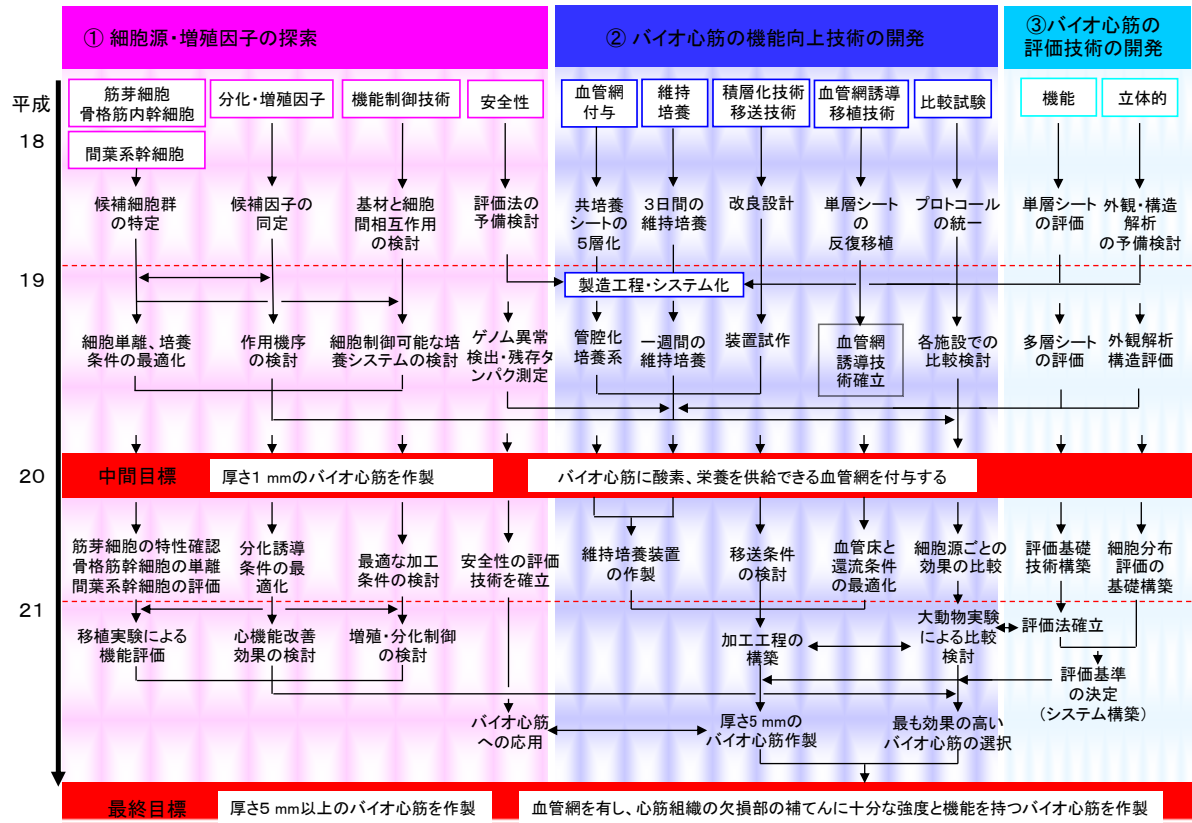 ① 細胞源・増殖因子の探索
② バイオ心筋の機能向上技術の開発
③バイオ心筋の
評価技術の開発
平成
18
筋芽細胞
骨格筋内幹細胞
間葉系幹細胞
分化・増殖因子
機能制御技術
安全性
血管網
付与
維持
培養
積層化技術
移送技術
血管網誘導
移植技術
比較試験
機能
立体的
候補細胞群
の特定
候補因子の
同定
基材と細胞
間相互作用
の検討
評価法の
予備検討
共培養
シートの
5層化
3日間の
維持培養
改良設計
単層シート
の
反復移植
プロトコール
の統一
単層シート
の評価
外観・構造
解析
の予備検討
19
製造工程・システム化
細胞単離、培養
条件の最適化
作用機序
の検討
細胞制御可能な培
養システムの検討
ゲノム異常
検出・残存タ
ンパク測定
管腔化
培養系
一週間の
維持培養
装置試作
血管網
誘導技
術確立
各施設での
比較検討
多層シート
の評価
外観解析
構造評価
20
中間目標
厚さ1 mmのバイオ心筋を作製
バイオ心筋に酸素、栄養を供給できる血管網を付与する
筋芽細胞の特性確認
骨格筋幹細胞の単離
間葉系幹細胞の評価
分化誘導
条件の最
適化
最適な加工
条件の検討
安全性の評価
技術を確立
維持培養装置
の作製
移送条件
の検討
血管床と
還流条件
の最適化
細胞源ごとの
効果の比較
評価基礎
技術構築
細胞分布
評価の
基礎構築
21
移植実験による
機能評価
心機能改善
効果の検討
増殖・分化制御
の検討
加工工程の
構築
大動物実験
による比較
検討
評価法確立
評価基準
の決定
(システム構築)
バイオ心筋
への応用
厚さ5 mmの
バイオ心筋作製
最も効果の高い
バイオ心筋の選択
最終目標
厚さ5 mm以上のバイオ心筋を作製
血管網を有し、心筋組織の欠損部の補てんに十分な強度と機能を持つバイオ心筋を作製